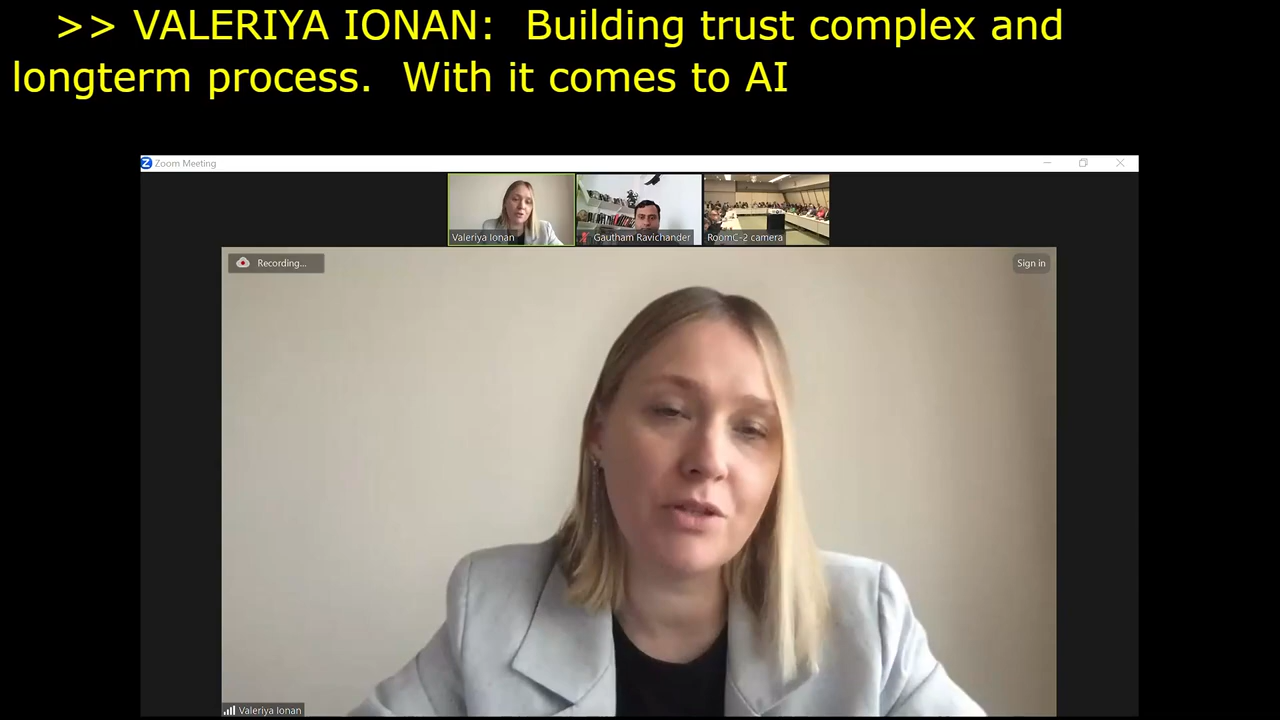 >> VALERIYA IONAN:  Building trust complex and
longterm process.  With it comes to AI
Zoom Meeting
Valeriya Ionan
Gautham Ravichander
RoomC-2 camera
Recording...
Sign in
Valeriya Ionan